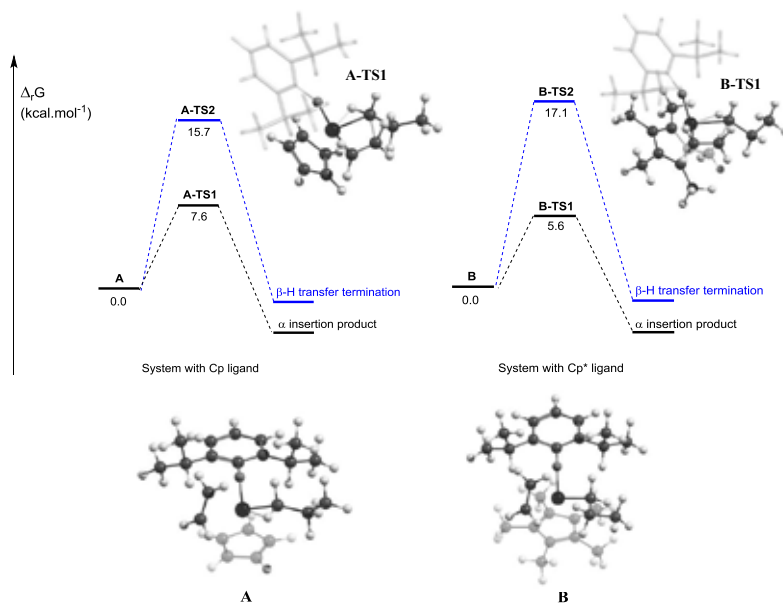 ΔrG
(kcal.mol-1)
A-TS1
A-TS2
15.7
A-TS1
7.6
A
0.0
β-H transfer termination
α insertion product
System with Cp ligand
B-TS1
B-TS2
17.1
B-TS1
5.6
B
0.0
β-H transfer termination
α insertion product
System with Cp* ligand
A
B